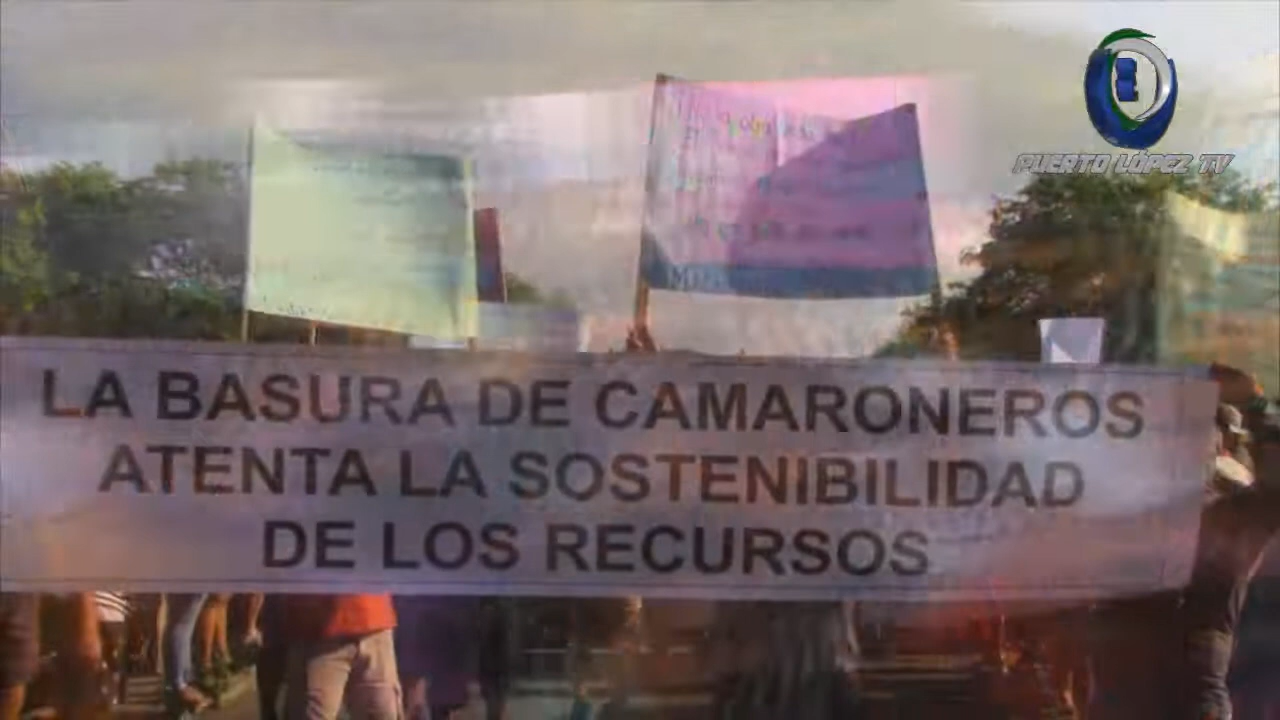 PUERTO LÓPEZ TV
LA BASURA DE CAMARONEROS
ATENTA LA SOSTENIBILIDAD
DE LOS RECURSOS